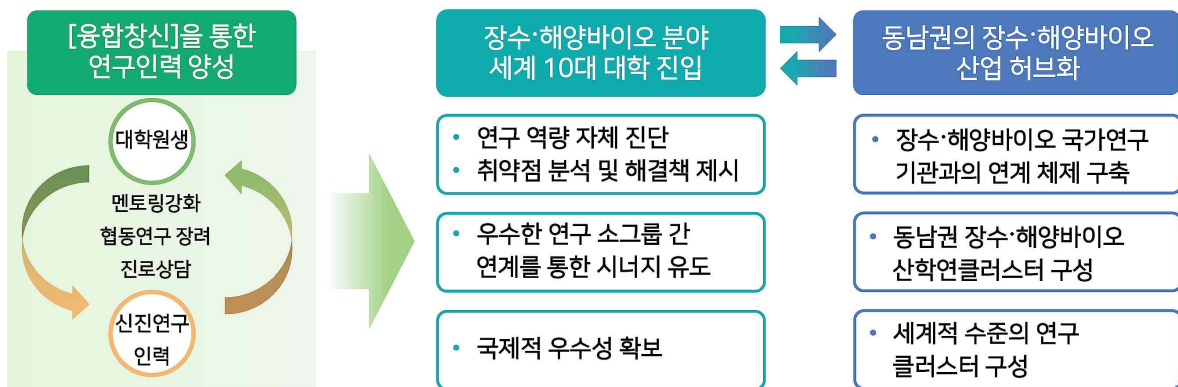 [융합창신]을 통한
연구인력 양성
대학원생
멘토링강화
협동연구 장려
진로상담
신진연구
인력
장수·해양바이오 분야
세계 10대 대학 진입
• 연구 역량 자체 진단
• 취약점 분석 및 해결책 제시
• 우수한 연구 소그룹 간
연계를 통한 시너지 유도
• 국제적 우수성 확보
동남권의 장수·해양바이오
산업 허브화
• 장수·해양바이오 국가연구
기관과의 연계 체제 구축
• 동남권 장수·해양바이오
산학연클러스터 구성
• 세계적 수준의 연구
클러스터 구성